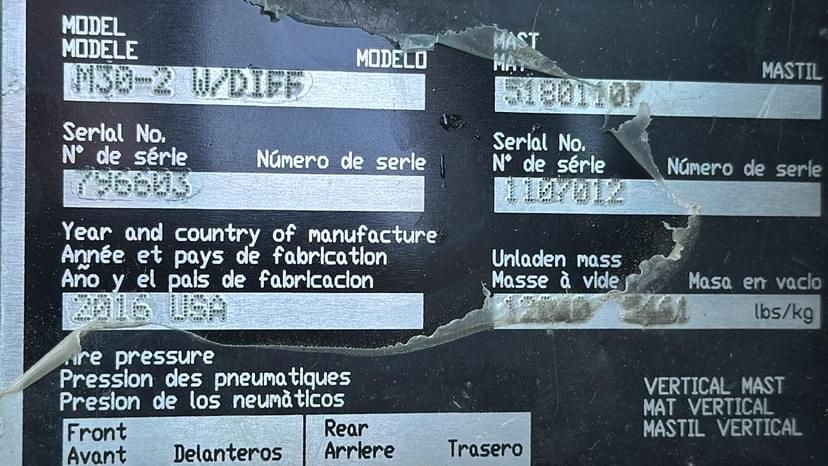 MODEL
MODELE
MODELO
M30-2 W/DIFF
MAST
MASTIL
Serial No.
N° de série
Número de serie
796603
Serial No.
N° de série
Número de serie
Year and country of manufacture
Année et pays de fabrication
Año y el pais de fabricacion
2016 USA
Unladen mass
Masse à vide
Masa en vacio
lbs/kg
pressure
Pression des pneumatiques
Presion de los neumàticos
Front
Avant
Delanteros
Rear
Arriere
Trasero
VERTICAL MAST
MAT VERTICAL
MASTIL VERTICAL